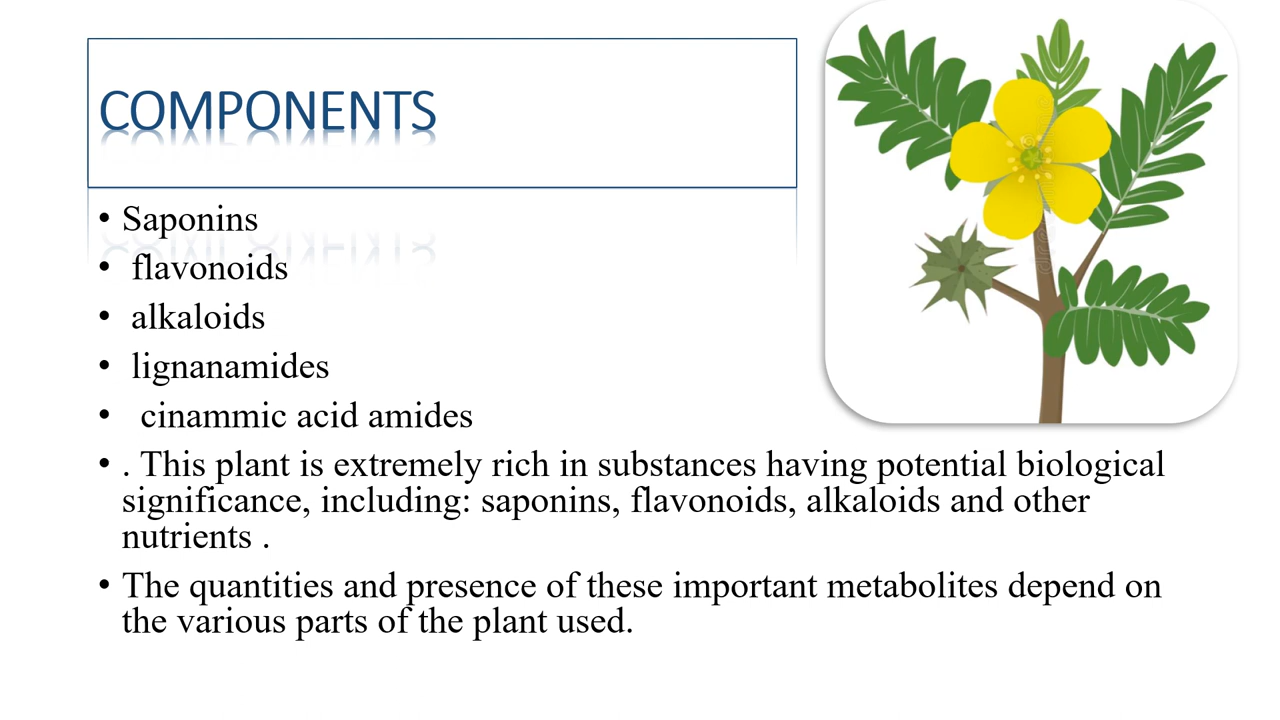 COMPONENTS
• Saponins
• flavonoids
• alkaloids
• lignanamides
• cinammic acid amides
• . This plant is extremely rich in substances having potential biological
significance, including: saponins, flavonoids, alkaloids and other
nutrients .
• The quantities and presence of these important metabolites depend on
the various parts of the plant used.